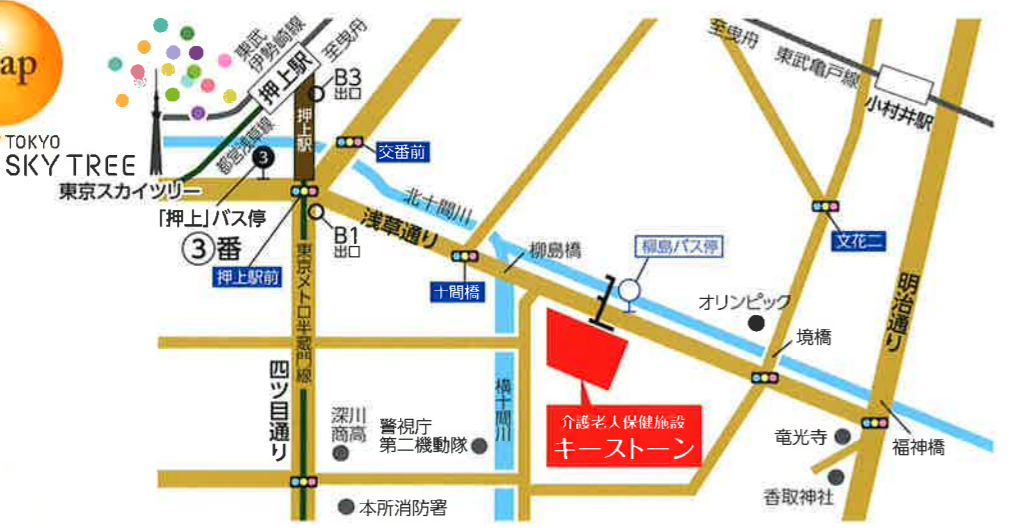 ap
TOKYO
SKY TREE
東京スカイツリー
東武
伊勢崎線
至曳舟
押上駅
押上駅
B3
出口
都営浅草線
3
交番前
「押上」バス停
③番
押上駅前
B1
出口
浅草通り
北十間川
十間橋
柳島橋
柳島バス停
至曳舟
東武亀戸線
小村井駅
文花二
明治通り
オリンピック
境橋
東京メトロ半蔵門線
四ツ目通り
横十間川
深川
商高
警視庁
第二機動隊
本所消防署
介護老人保健施設
キーストーン
竜光寺
香取神社
福神橋